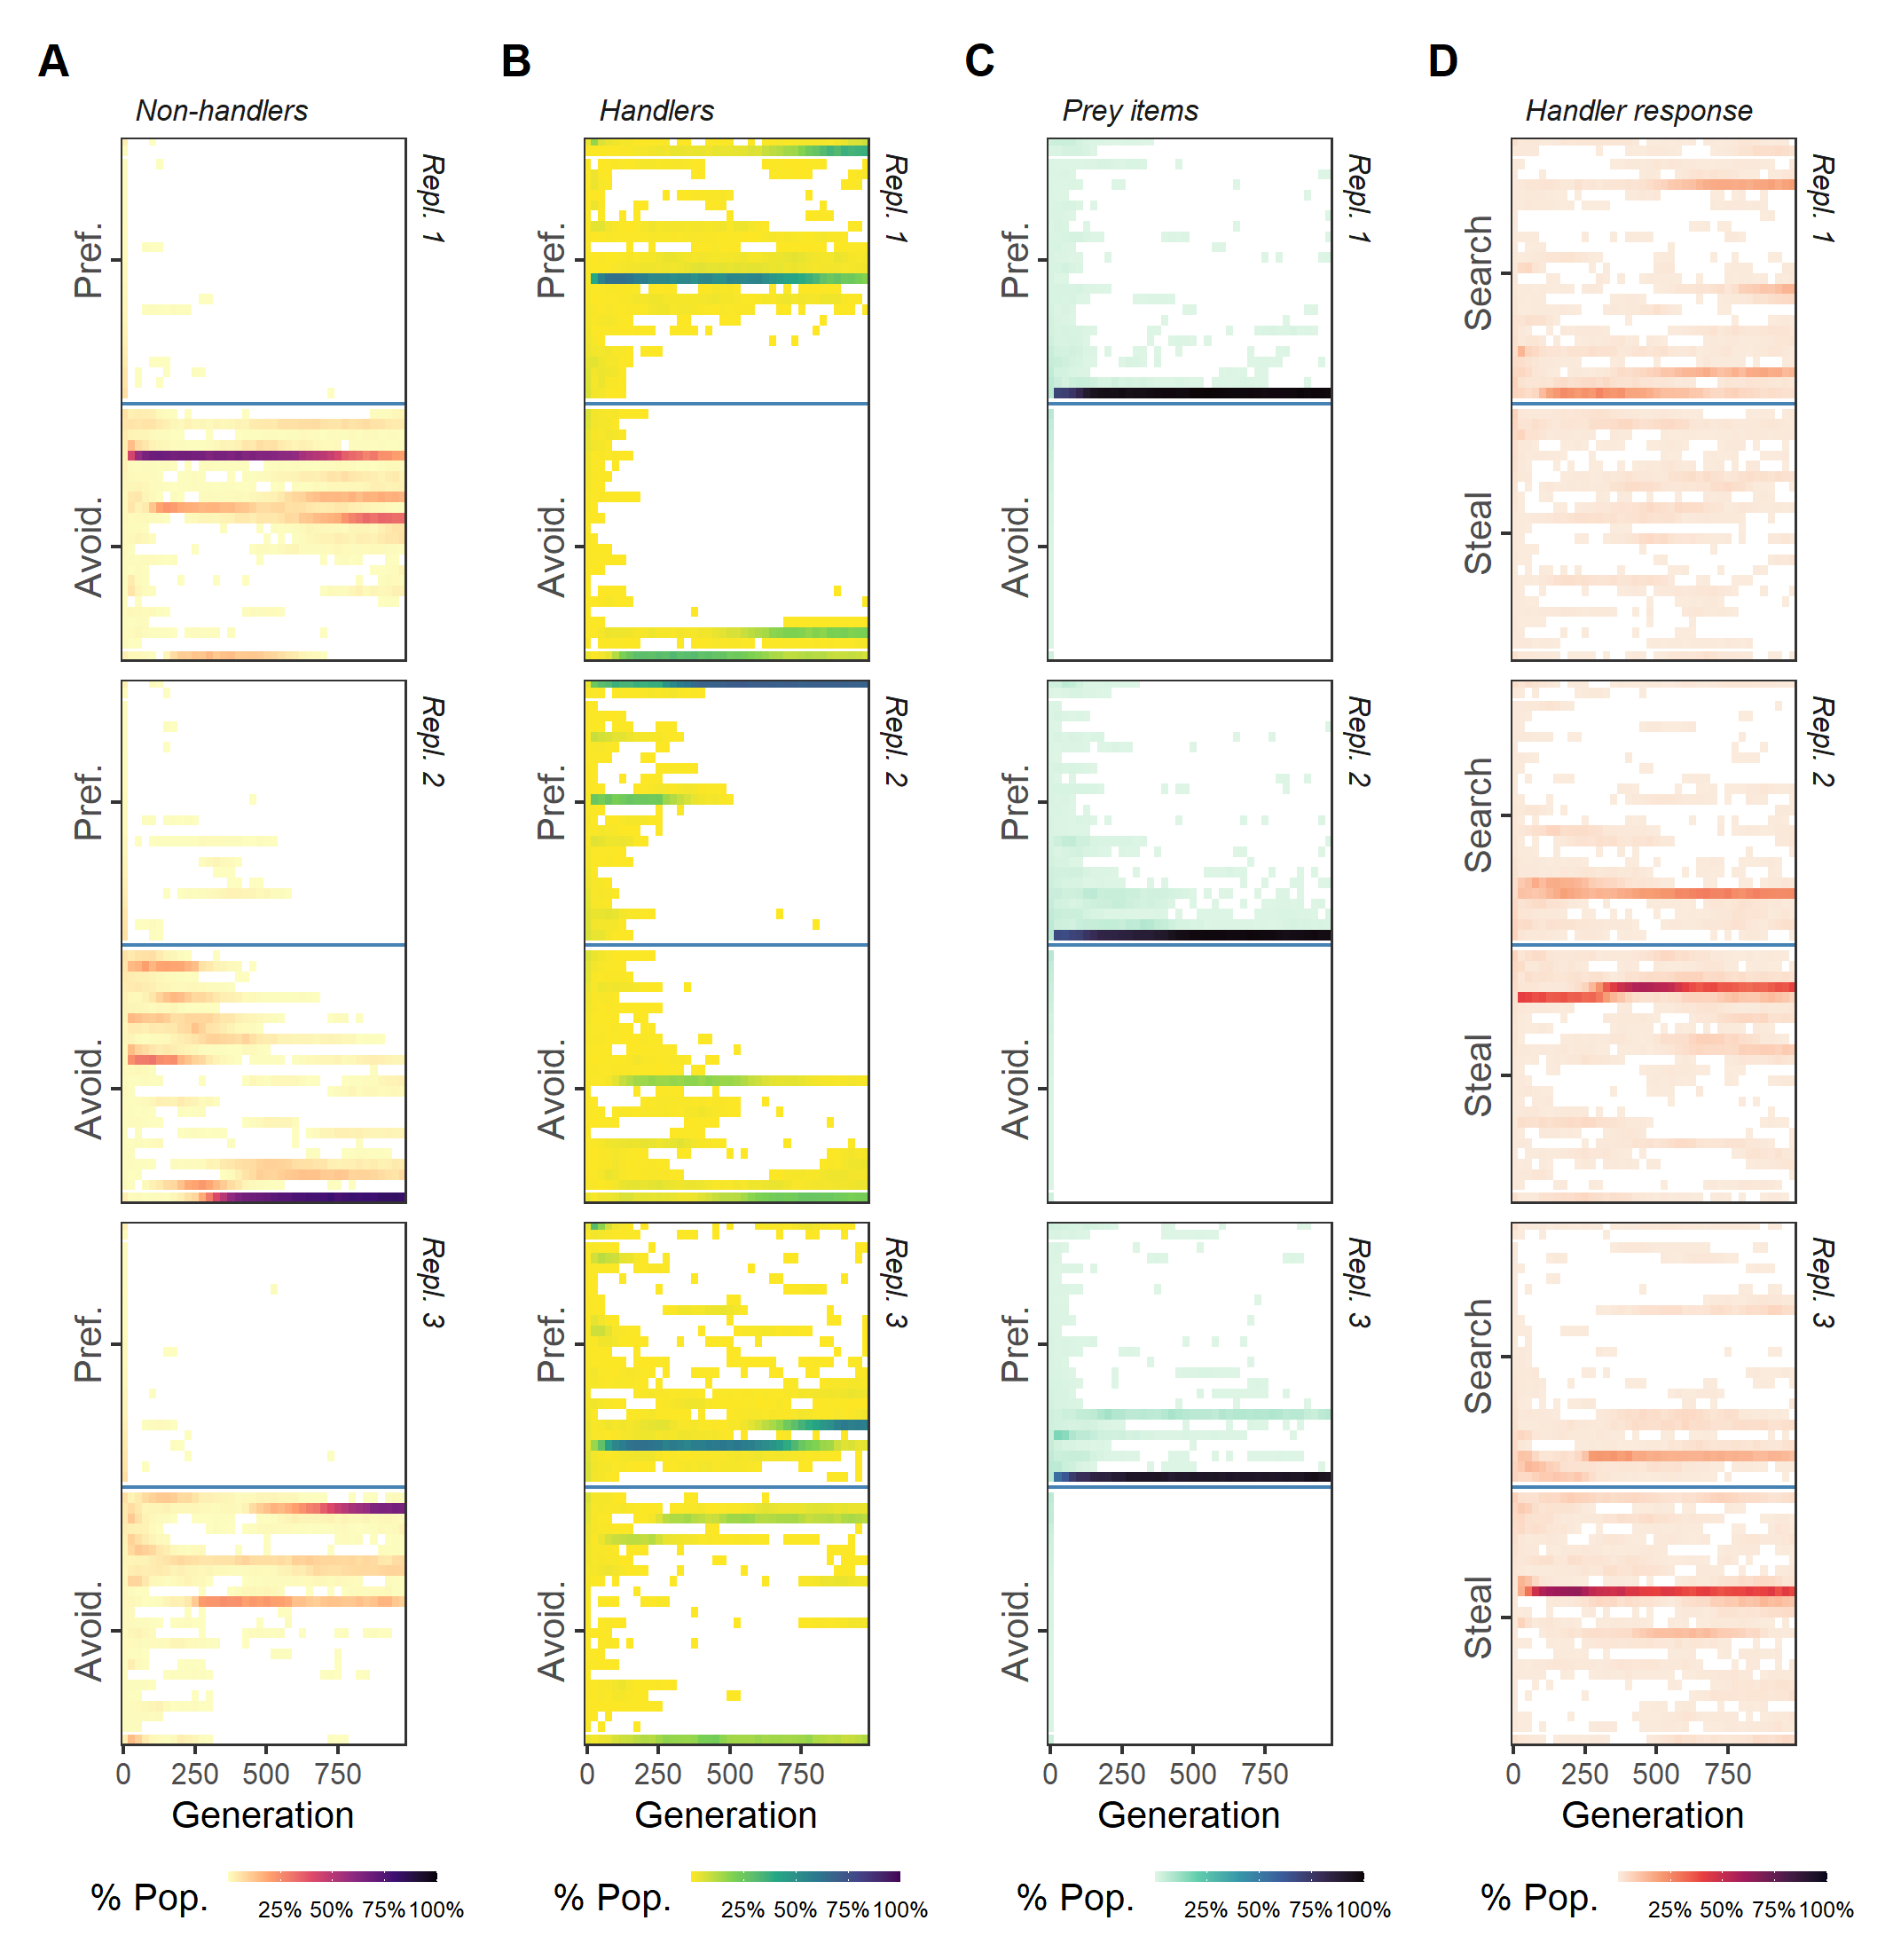 A B C D
Non-handlers Handlers Prey items Handler response
Pref. Repl. 1 Pref. Repl. 1 Pref. Repl. 1 Search Repl. 1
Avoid. Avoid. Avoid. Steal
Pref. Repl. 2 Pref. Repl. 2 Pref. Repl. 2 Search Repl. 2
Avoid. Avoid. Avoid. Steal
Pref. Repl. 3 Pref. Repl. 3 Pref. Repl. 3 Search Repl. 3
Avoid. Avoid. Avoid. Steal
0 250 500 750 0 250 500 750 0 250 500 750 0 250 500 750
Generation Generation Generation Generation
% Pop. 25% 50% 75% 100% % Pop. 25% 50% 75% 100% % Pop. 25% 50% 75% 100% % Pop. 25% 50% 75% 100%